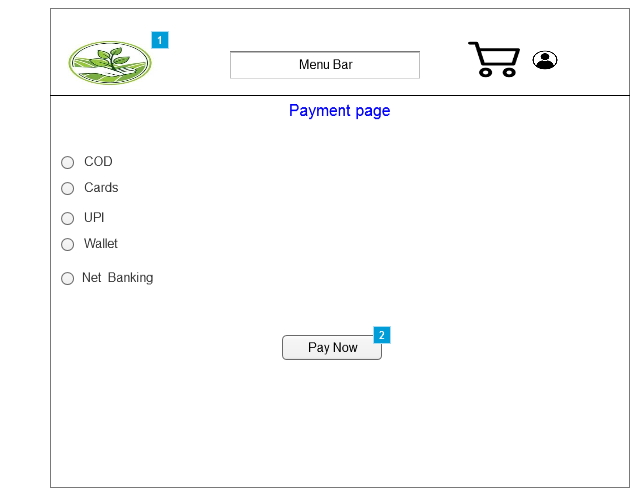 1
Menu Bar
Payment page
COD
Cards
UPI
Wallet
Net Banking
2
Pay Now